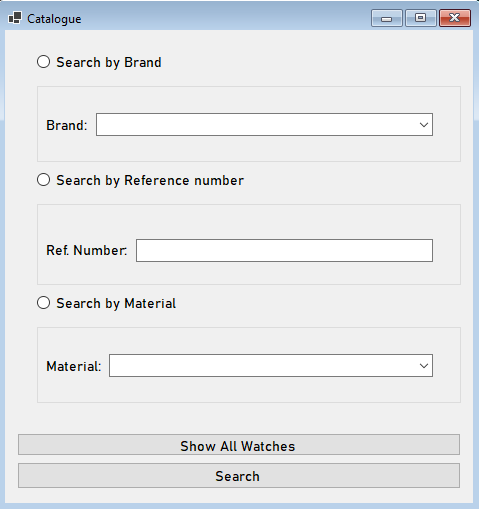 Catalogue
Search by Brand
Brand:
Search by Reference number
Ref. Number:
Search by Material
Material:
Show All Watches
Search